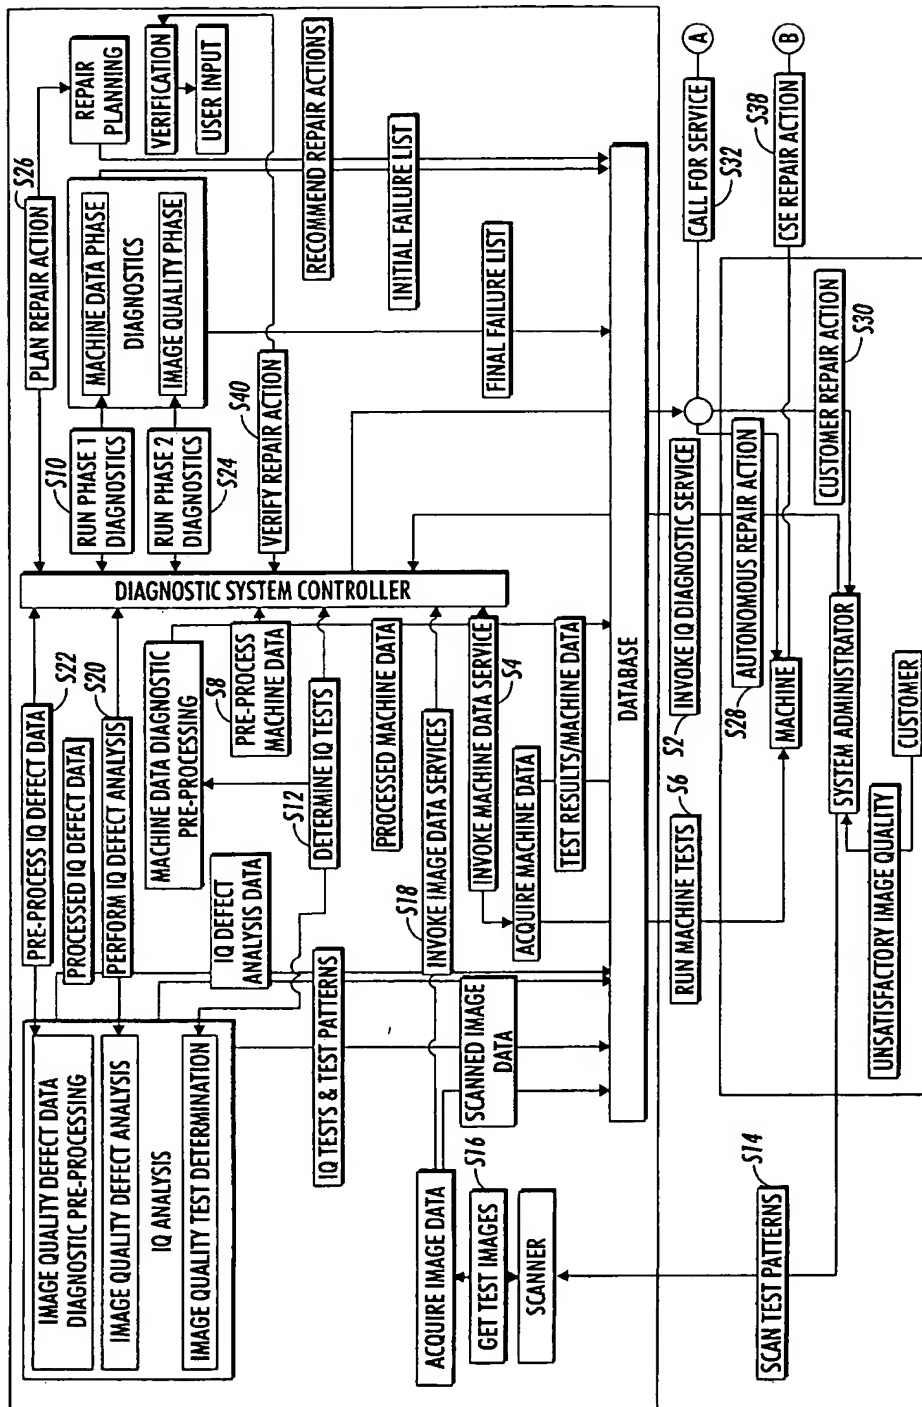 IMAGE QUALITY DEFECT DATA
DIAGNOSTIC PRE-PROCESSING
IMAGE QUALITY DEFECT ANALYSIS
IQ ANALYSIS
IMAGE QUALITY TEST DETERMINATION
PRE-PROCESS IQ DEFECT DATA
S22
PROCESSED IQ DEFECT DATA
S20
PERFORM IQ DEFECT ANALYSIS
MACHINE DATA DIAGNOSTIC
PRE-PROCESSING
IQ DEFECT
ANALYSIS DATA
S8
PRE-PROCESS
MACHINE DATA
S12
DETERMINE IQ TESTS
IQ TESTS & TEST PATTERNS
PROCESSED MACHINE DATA
S18
INVOKE IMAGE DATA SERVICES
SCANNED IMAGE
DATA
INVOKE MACHINE DATA SERVICE
S4
ACQUIRE MACHINE DATA
TEST RESULTS/MACHINE DATA
ACQUIRE IMAGE DATA
S16
GET TEST IMAGES
SCANNER
DIAGNOSTIC SYSTEM CONTROLLER
PLAN REPAIR ACTION
S26
REPAIR
PLANNING
S10
RUN PHASE 1
DIAGNOSTICS
MACHINE DATA PHASE
DIAGNOSTICS
IMAGE QUALITY PHASE
RUN PHASE 2
DIAGNOSTICS
S24
VERIFICATION
USER INPUT
S40
VERIFY REPAIR ACTION
RECOMMEND REPAIR ACTIONS
INITIAL FAILURE LIST
FINAL FAILURE LIST
DATABASE
S6
RUN MACHINE TESTS
S2
INVOKE IQ DIAGNOSTIC SERVICE
CALL FOR SERVICE
S32
A
S28
AUTONOMOUS REPAIR ACTION
MACHINE
S38
CSE REPAIR ACTION
B
CUSTOMER REPAIR ACTION
S30
S14
SCAN TEST PATTERNS
SYSTEM ADMINISTRATOR
UNSATISFACTORY IMAGE QUALITY
CUSTOMER